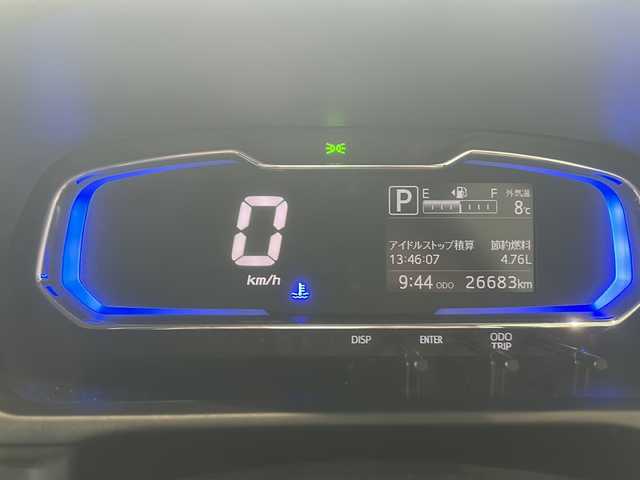 0
km/h
P
E F
外気温
8℃
アイドルストップ積算 節約燃料
13:46:07 4.76L
9:44 ODO 26683km
DISP ENTER ODO TRIP